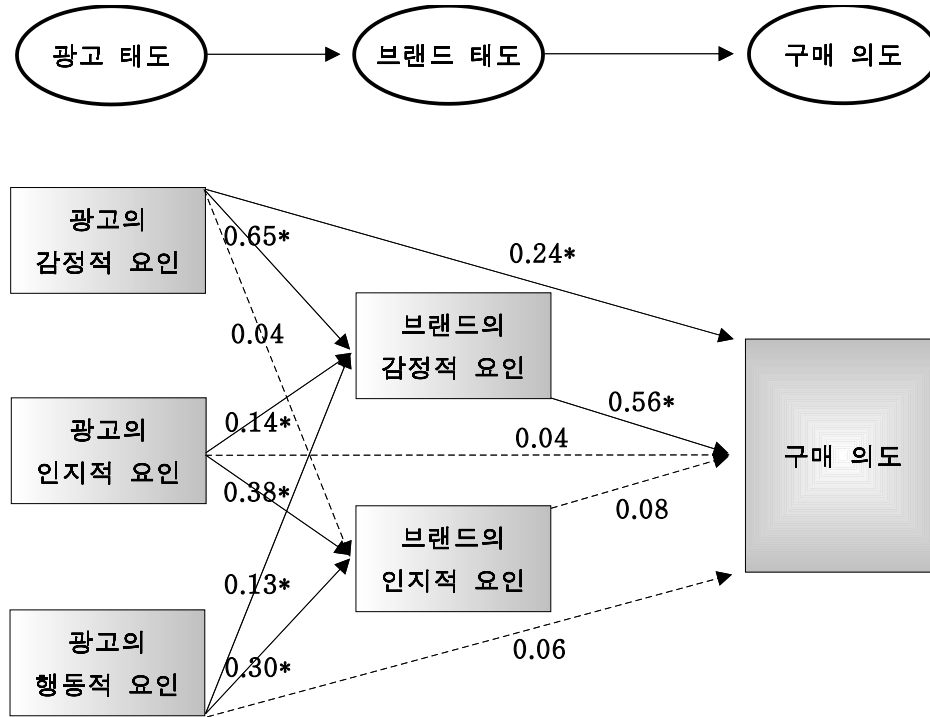 광고 태도
브랜드 태도
구매 의도
광고의
감정적 요인
0.65*
0.24*
0.04
브랜드의
감정적 요인
0.56*
광고의
인지적 요인
0.14*
0.04
구매 의도
0.38*
0.08
브랜드의
인지적 요인
0.13*
광고의
행동적 요인
0.30*
0.06